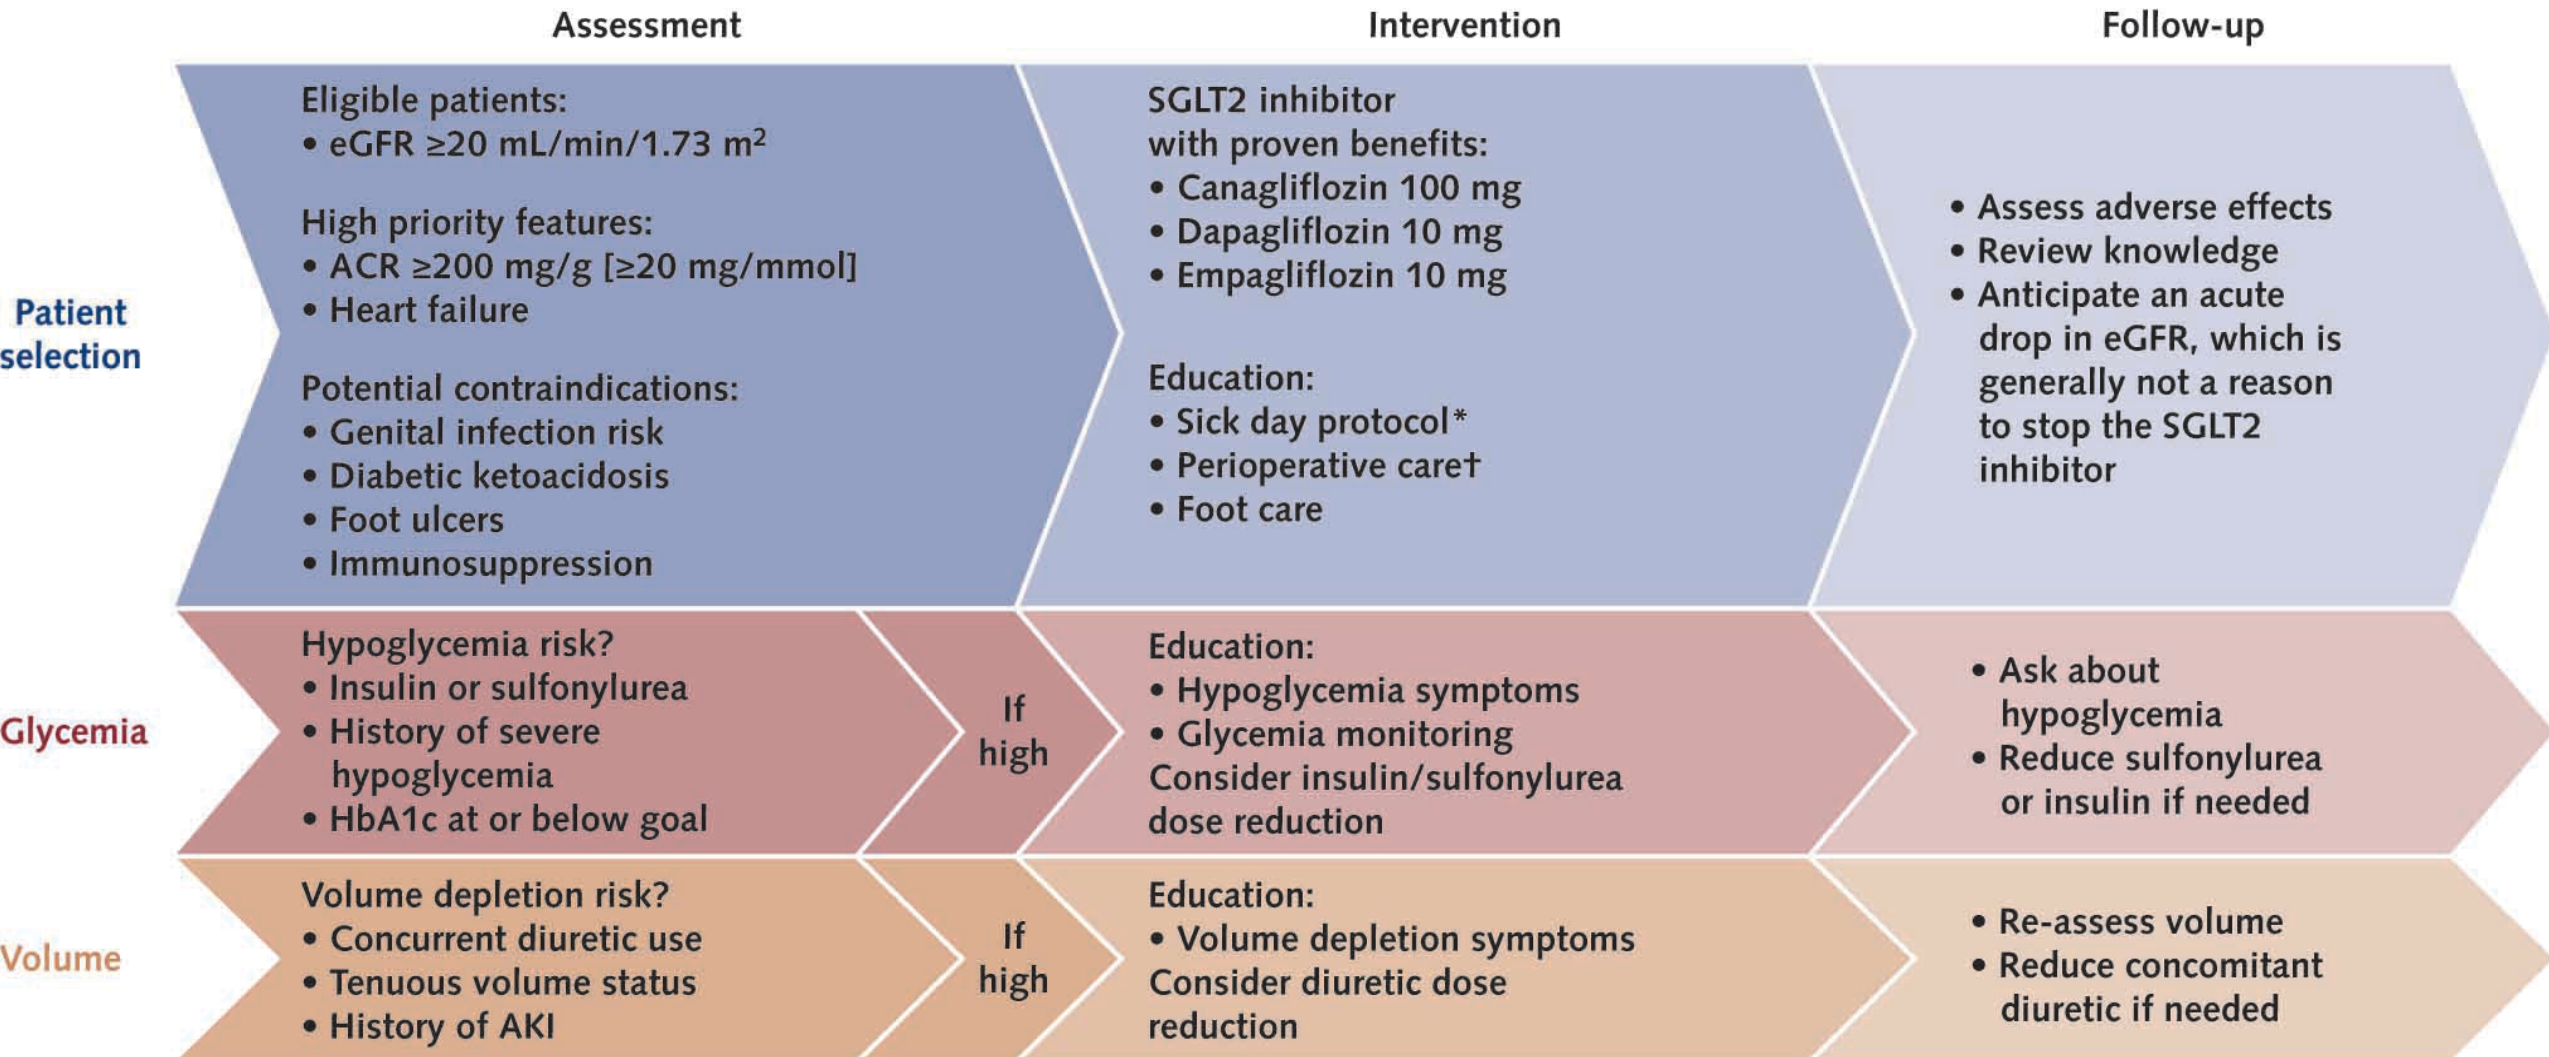 Assessment
Intervention
Follow-up
Patient
selection
Eligible patients:
• eGFR ≥20 mL/min/1.73 m²
High priority features:
• ACR ≥200 mg/g [≥20 mg/mmol]
• Heart failure
Potential contraindications:
• Genital infection risk
• Diabetic ketoacidosis
• Foot ulcers
• Immunosuppression
SGLT2 inhibitor
with proven benefits:
• Canagliflozin 100 mg
• Dapagliflozin 10 mg
• Empagliflozin 10 mg
Education:
• Sick day protocol*
• Perioperative care†
• Foot care
• Assess adverse effects
• Review knowledge
• Anticipate an acute
drop in eGFR, which is
generally not a reason
to stop the SGLT2
inhibitor
Glycemia
Hypoglycemia risk?
• Insulin or sulfonylurea
• History of severe
hypoglycemia
• HbA1c at or below goal
If
high
Education:
• Hypoglycemia symptoms
• Glycemia monitoring
Consider insulin/sulfonylurea
dose reduction
• Ask about
hypoglycemia
• Reduce sulfonylurea
or insulin if needed
Volume
Volume depletion risk?
• Concurrent diuretic use
• Tenuous volume status
• History of AKI
If
high
Education:
• Volume depletion symptoms
Consider diuretic dose
reduction
• Re-assess volume
• Reduce concomitant
diuretic if needed